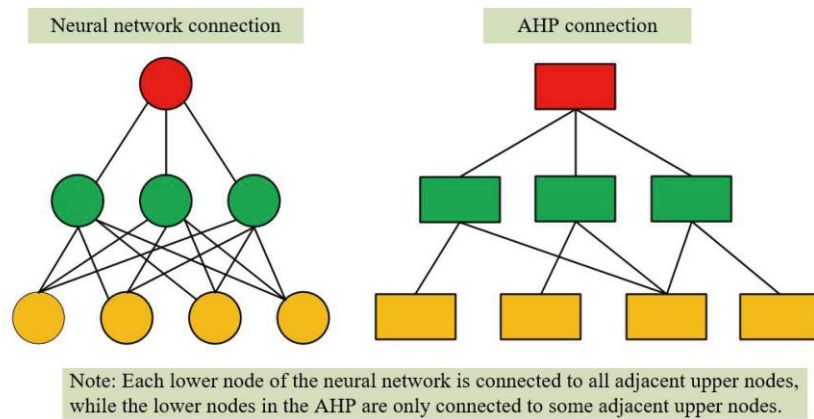 Neural network connection
AHP connection
Note: Each lower node of the neural network is connected to all adjacent upper nodes,
while the lower nodes in the AHP are only connected to some adjacent upper nodes.